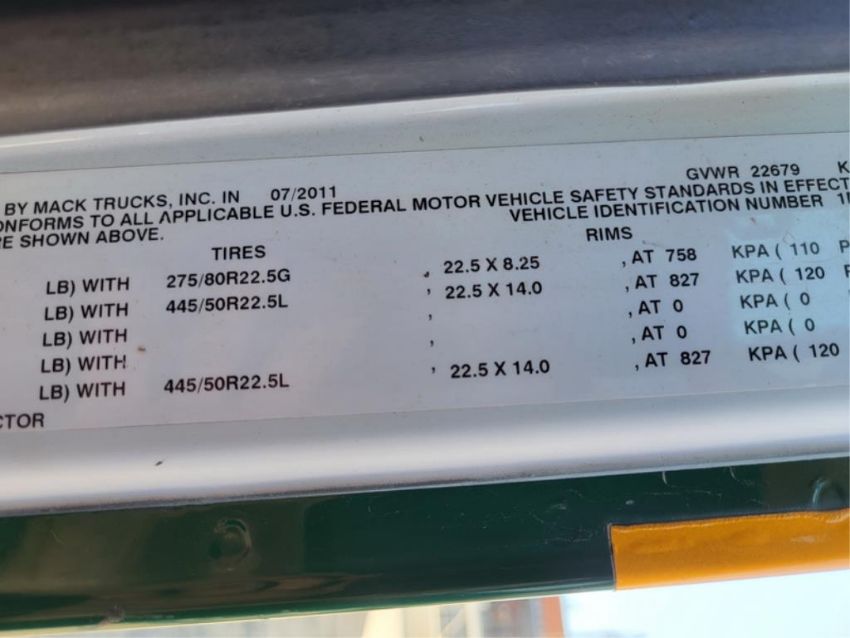 BY MACK TRUCKS, INC. IN 07/2011 GVWR 22679 K
ONFORMS TO ALL APPLICABLE U.S. FEDERAL MOTOR VEHICLE SAFETY STANDARDS IN EFFECT
RE SHOWN ABOVE. VEHICLE IDENTIFICATION NUMBER
TIRES RIMS
LB) WITH 275/80R22.5G , 22.5 X 8.25 , AT 758 KPA ( 110 P
LB) WITH 445/50R22.5L , 22.5 X 14.0 , AT 827 KPA ( 120 P
LB) WITH , , AT 0 KPA ( 0
LB) WITH , , AT 0 KPA ( 0
LB) WITH 445/50R22.5L , 22.5 X 14.0 , AT 827 KPA ( 120
CTOR